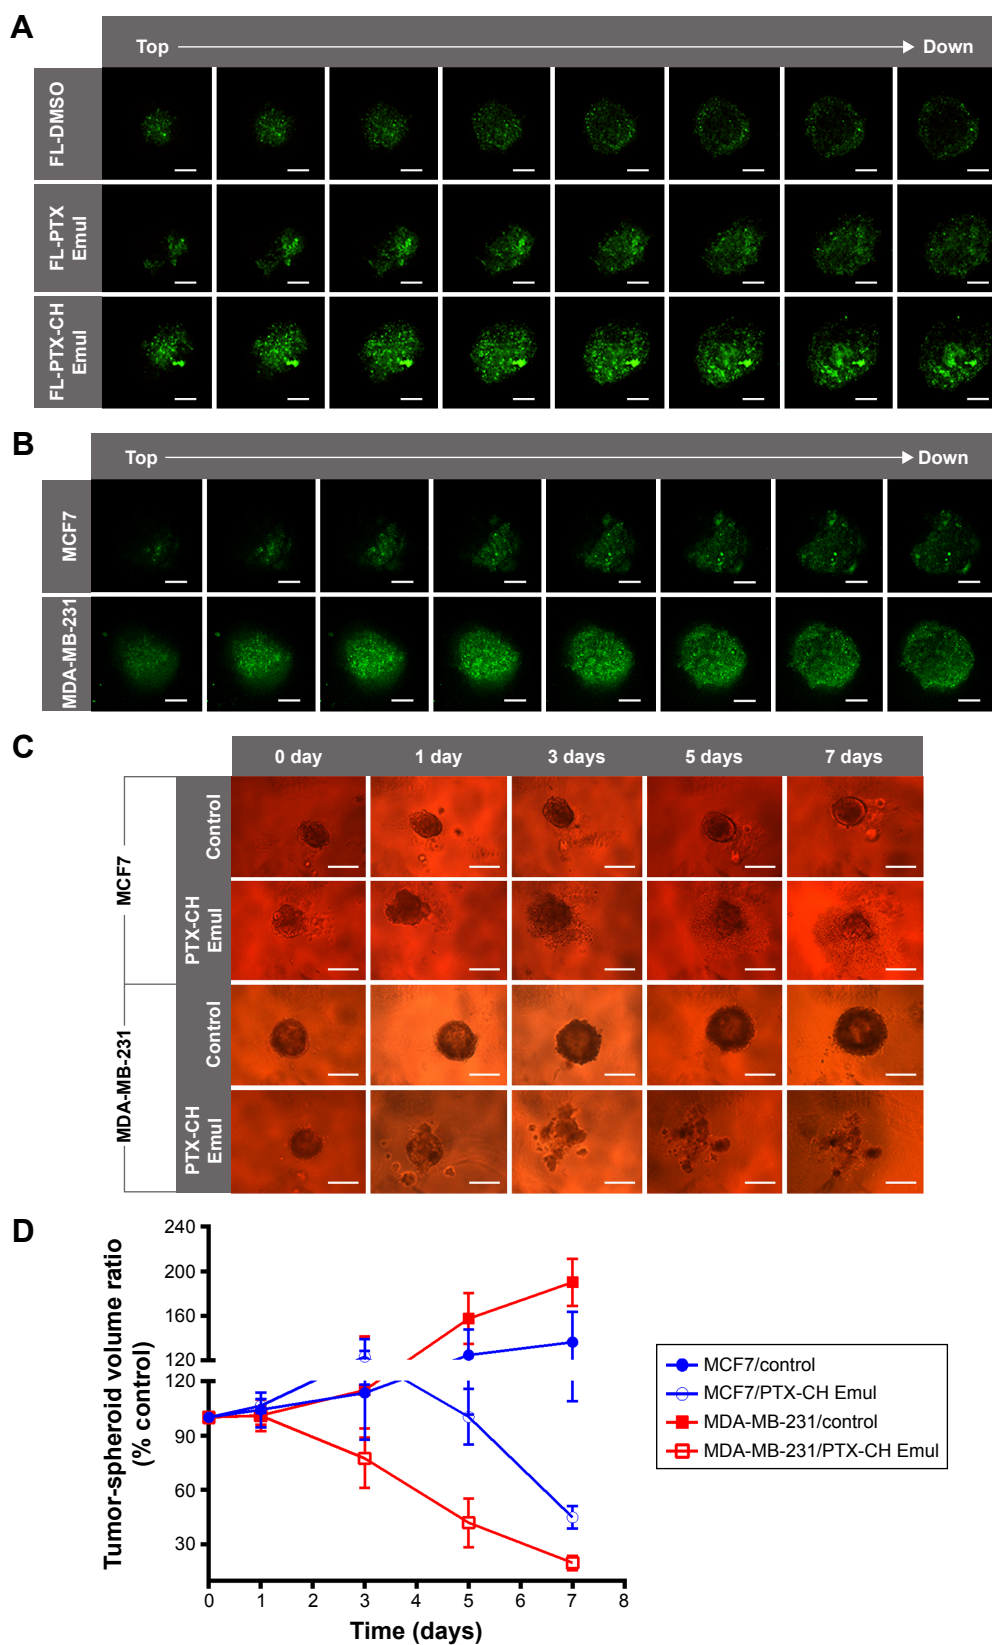 A
Top
Down
FL-DMSO
FL-PTX
Emul
FL-PTX-CH
Emul
B
Top
Down
MCF7
MDA-MB-231
C
0 day
1 day
3 days
5 days
7 days
MCF7
Control
PTX-CH
Emul
MDA-MB-231
Control
PTX-CH
Emul
D
Tumor-spheroid volume ratio
(% control)
240
200
160
120
120
90
60
30
0 1 2 3 4 5 6 7 8
Time (days)
MCF7/control
MCF7/PTX-CH Emul
MDA-MB-231/control
MDA-MB-231/PTX-CH Emul